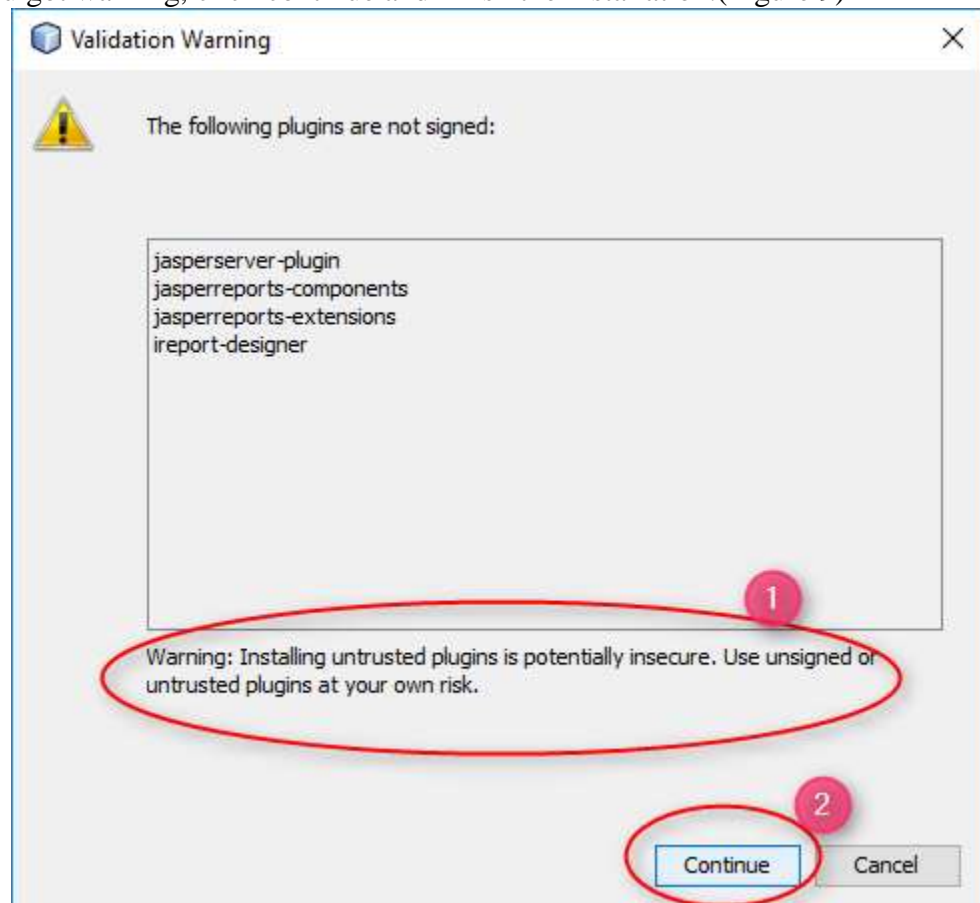 Validation Warning
The following plugins are not signed:
jasperserver-plugin
jasperreports-components
jasperreports-extensions
ireport-designer
1
Warning: Installing untrusted plugins is potentially insecure. Use unsigned or
untrusted plugins at your own risk.
2
Continue Cancel